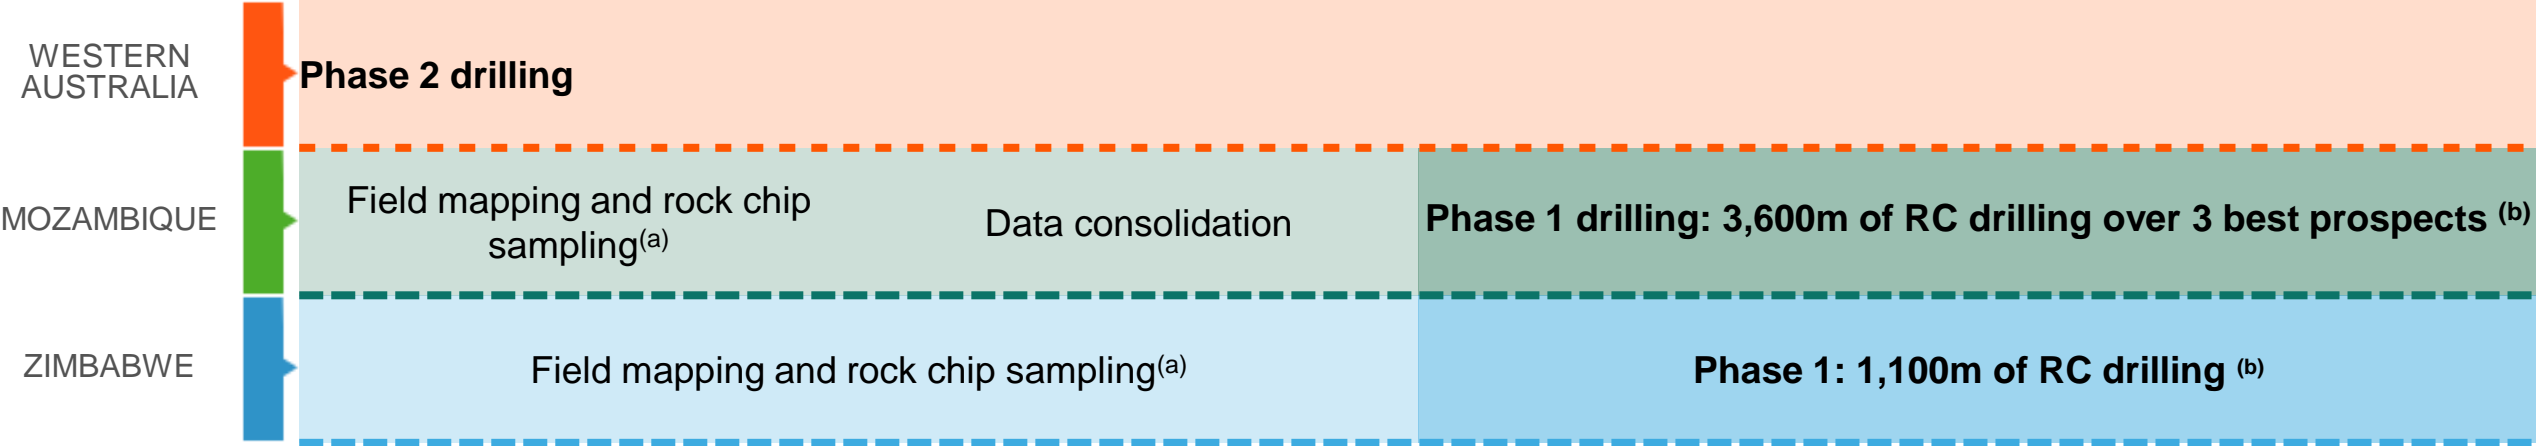 WESTERN
AUSTRALIA
Phase 2 drilling
MOZAMBIQUE
Field mapping and rock chip
sampling(a)
Data consolidation
Phase 1 drilling: 3,600m of RC drilling over 3 best prospects (b)
ZIMBABWE
Field mapping and rock chip sampling(a)
Phase 1: 1,100m of RC drilling (b)